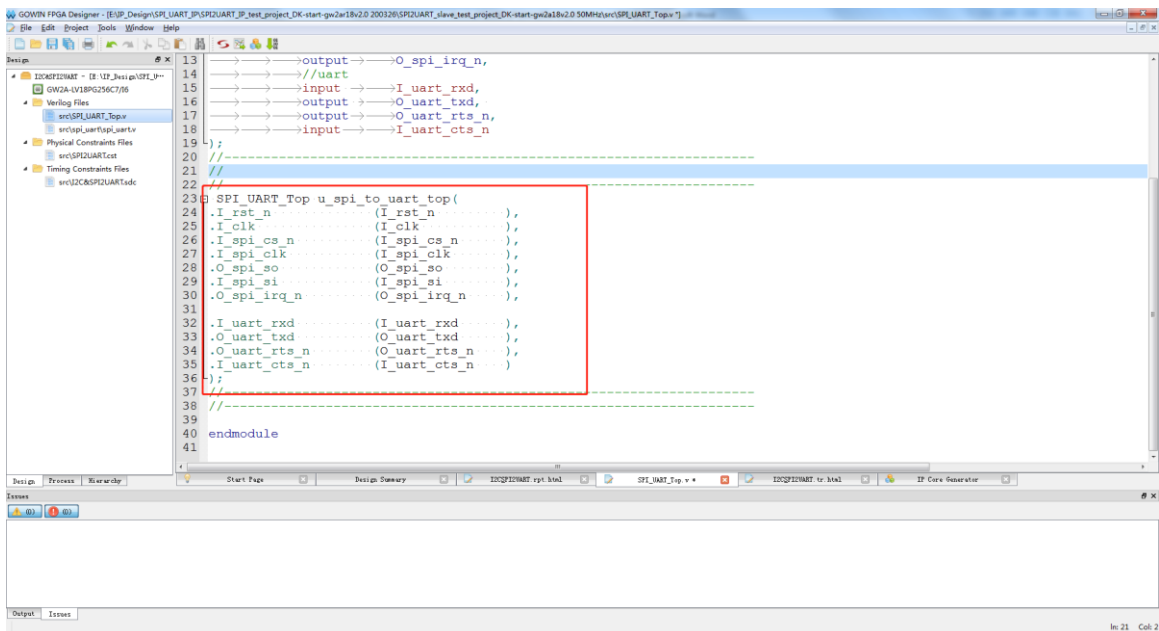 GOWIN FPGA Designer - [E:\IP_Design\SPI_UART_IP\SPI2UART_IP_test_project_DK-start-gw2ar18v2.0 200326\SPI2UART_slave_test_project_DK-start-gw2a18v2.0 50MHz\src\SPI_UART_Top.v *]
File Edit Project Tools Window Help
Design
I2C&SPI2UART - [E:\IP_Design\SPI_U...
GW2A-LV18PG256C7/I6
Verilog Files
src\SPI_UART_Top.v
src\spi_uart\spi_uart.v
Physical Constraints Files
src\SPI2UART.cst
Timing Constraints Files
src\I2C&SPI2UART.sdc
13 output O_spi_irq_n,
14 //uart
15 input I_uart_rxd,
16 output O_uart_txd,
17 output O_uart_rts_n,
18 input I_uart_cts_n
19 );
20 //--------------------------------------------------------------------
21 //
22 //--------------------------------------------------------------------
23 SPI_UART_Top u_spi_to_uart_top(
24 .I_rst_n (I_rst_n ),
25 .I_clk (I_clk ),
26 .I_spi_cs_n (I_spi_cs_n ),
27 .I_spi_clk (I_spi_clk ),
28 .O_spi_so (O_spi_so ),
29 .I_spi_si (I_spi_si ),
30 .O_spi_irq_n (O_spi_irq_n ),
31
32 .I_uart_rxd (I_uart_rxd ),
33 .O_uart_txd (O_uart_txd ),
34 .O_uart_rts_n (O_uart_rts_n ),
35 .I_uart_cts_n (I_uart_cts_n )
36 );
37 //--------------------------------------------------------------------
38 //--------------------------------------------------------------------
39
40 endmodule
41
Design Process Hierarchy
Start Page Design Summary I2CSPI2UART.rpt.html SPI_UART_Top.v * I2CSPI2UART.tr.html IP Core Generator
Issues
(0) (0)
Output Issues
ln: 21 Col: 2